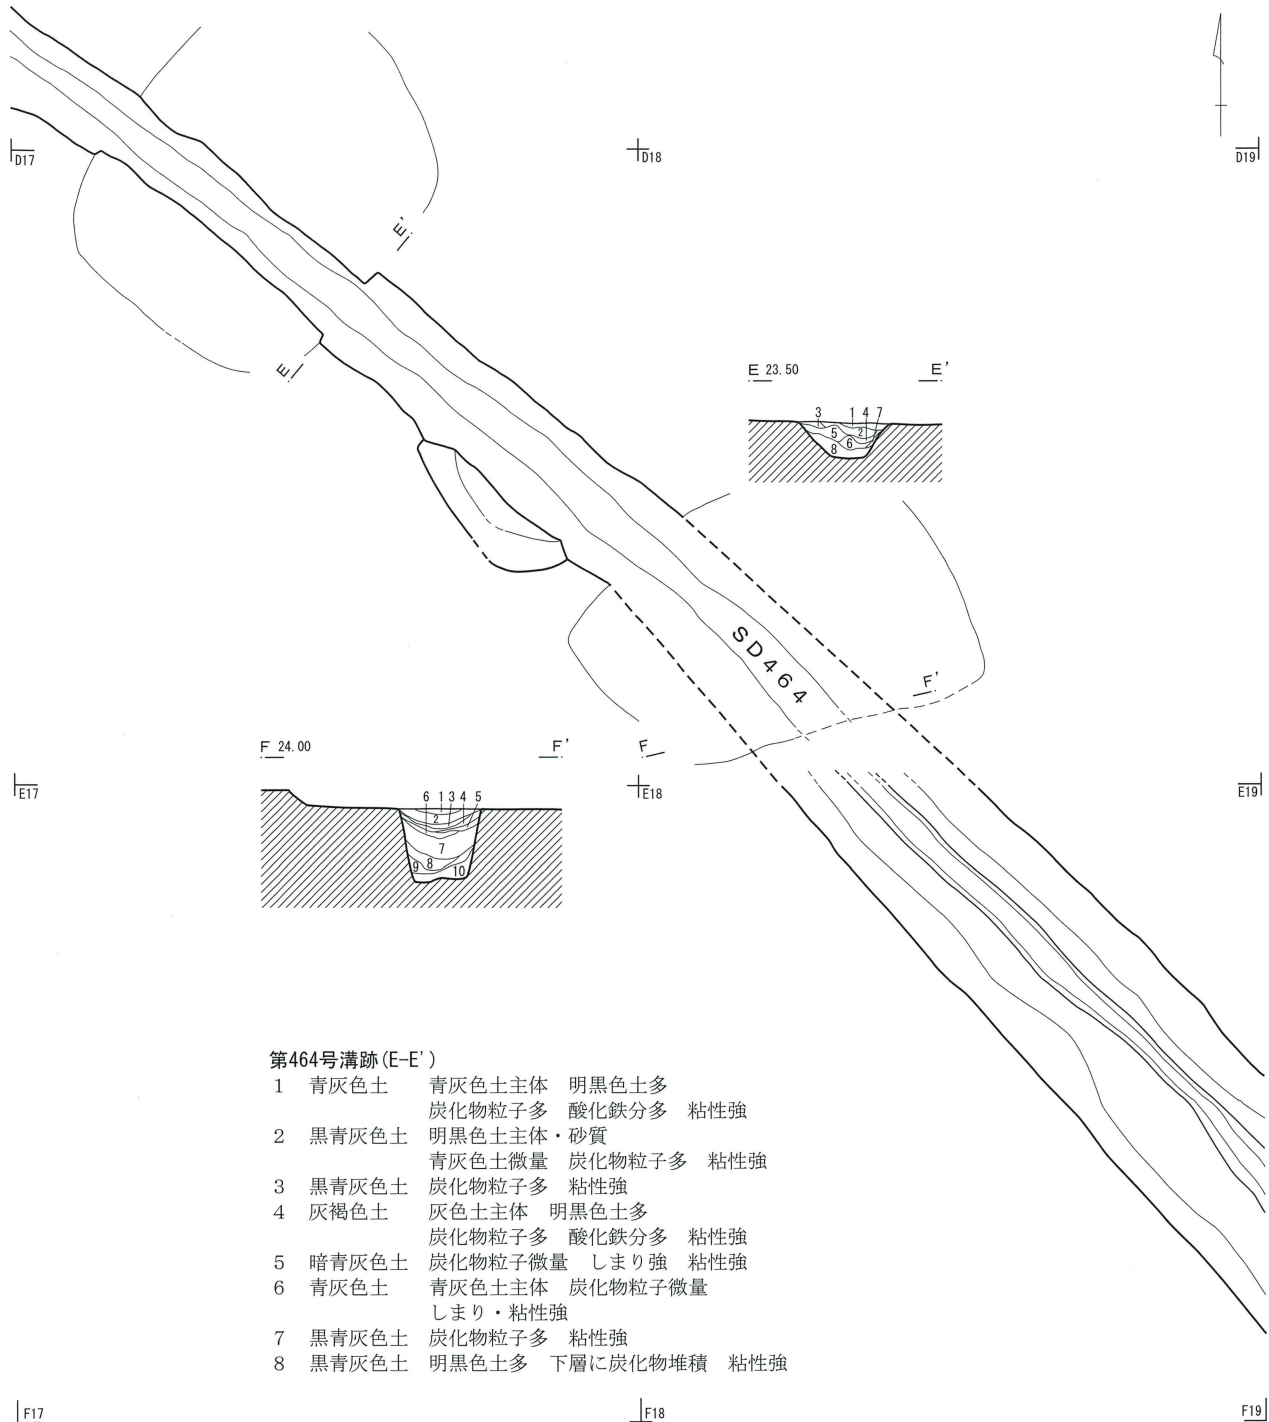 D17
D18
D19
E'
E
E 23.50 E'
3 1 4 7
5 2
6
8
SD464
F'
F
F 24.00 F'
6 1 3 4 5
2
7
9 8 10
E17
E18
E19
第464号溝跡(E-E')
1 青灰色土 青灰色土主体 明黒色土多
炭化物粒子多 酸化鉄分多 粘性強
2 黒青灰色土 明黒色土主体・砂質
青灰色土微量 炭化物粒子多 粘性強
3 黒青灰色土 炭化物粒子多 粘性強
4 灰褐色土 灰色土主体 明黒色土多
炭化物粒子多 酸化鉄分多 粘性強
5 暗青灰色土 炭化物粒子微量 しまり強 粘性強
6 青灰色土 青灰色土主体 炭化物粒子微量
しまり・粘性強
7 黒青灰色土 炭化物粒子多 粘性強
8 黒青灰色土 明黒色土多 下層に炭化物堆積 粘性強
F17
F18
F19